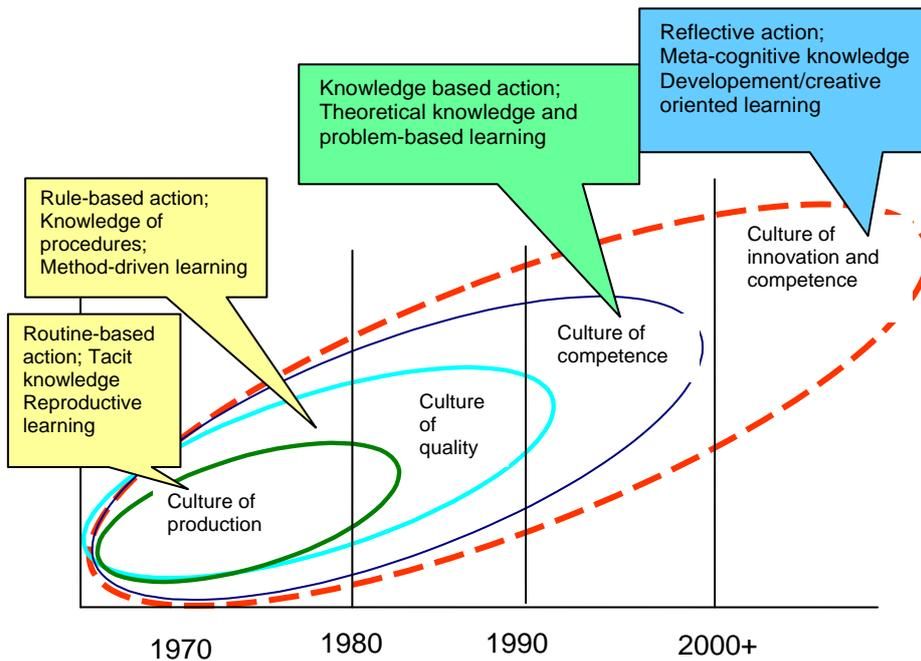 Reflective action;
Meta-cognitive knowledge
Developement/creative
oriented learning
Knowledge based action;
Theoretical knowledge and
problem-based learning
Rule-based action;
Knowledge of
procedures;
Method-driven learning
Routine-based
action; Tacit
knowledge
Reproductive
learning
Culture of
innovation and
competence
Culture of
competence
Culture
of
quality
Culture of
production
1970
1980
1990
2000+